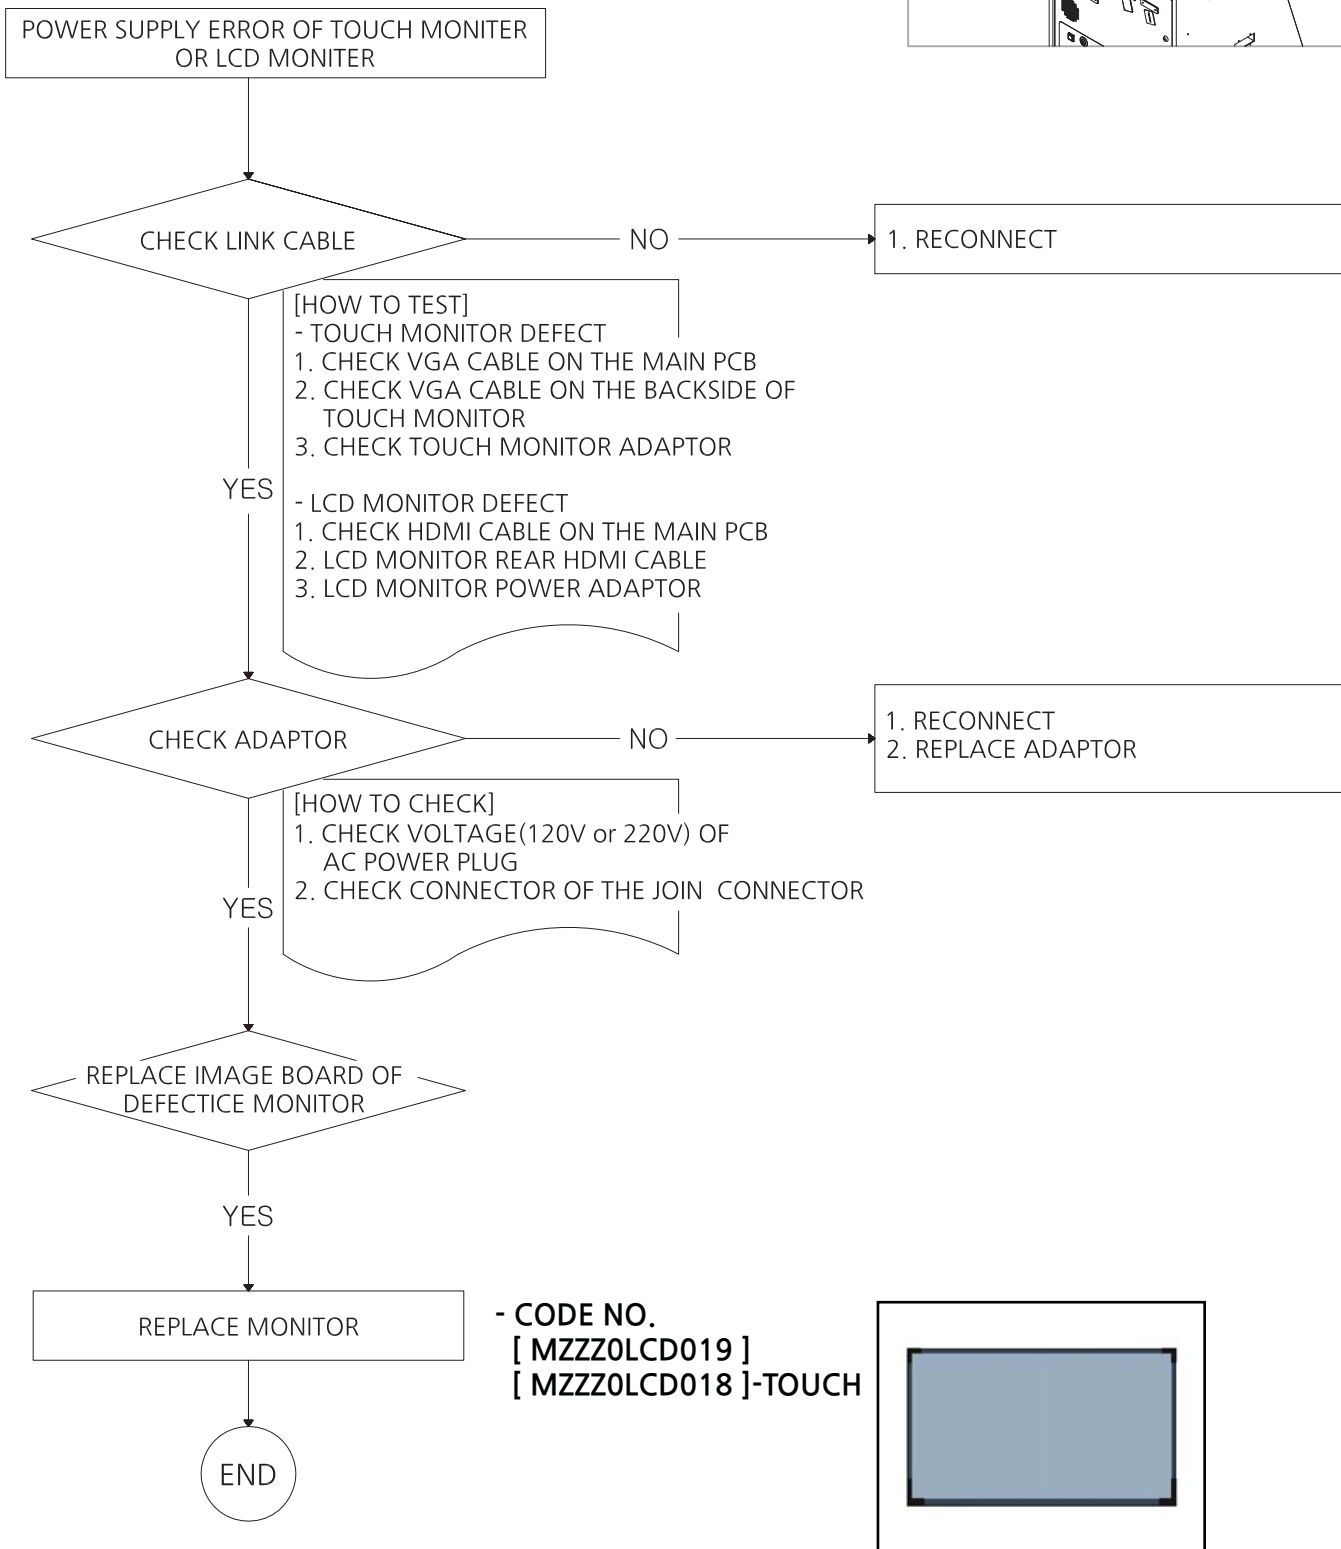 POWER SUPPLY ERROR OF TOUCH MONITER
OR LCD MONITER
CHECK LINK CABLE
NO
1. RECONNECT
[HOW TO TEST]
- TOUCH MONITOR DEFECT
1. CHECK VGA CABLE ON THE MAIN PCB
2. CHECK VGA CABLE ON THE BACKSIDE OF
TOUCH MONITOR
3. CHECK TOUCH MONITOR ADAPTOR
YES
- LCD MONITOR DEFECT
1. CHECK HDMI CABLE ON THE MAIN PCB
2. LCD MONITOR REAR HDMI CABLE
3. LCD MONITOR POWER ADAPTOR
CHECK ADAPTOR
NO
1. RECONNECT
2. REPLACE ADAPTOR
[HOW TO CHECK]
1. CHECK VOLTAGE(120V or 220V) OF
AC POWER PLUG
2. CHECK CONNECTOR OF THE JOIN CONNECTOR
YES
REPLACE IMAGE BOARD OF
DEFECTICE MONITOR
YES
REPLACE MONITOR
- CODE NO.
[ MZZZ0LCD019 ]
[ MZZZ0LCD018 ]-TOUCH
END